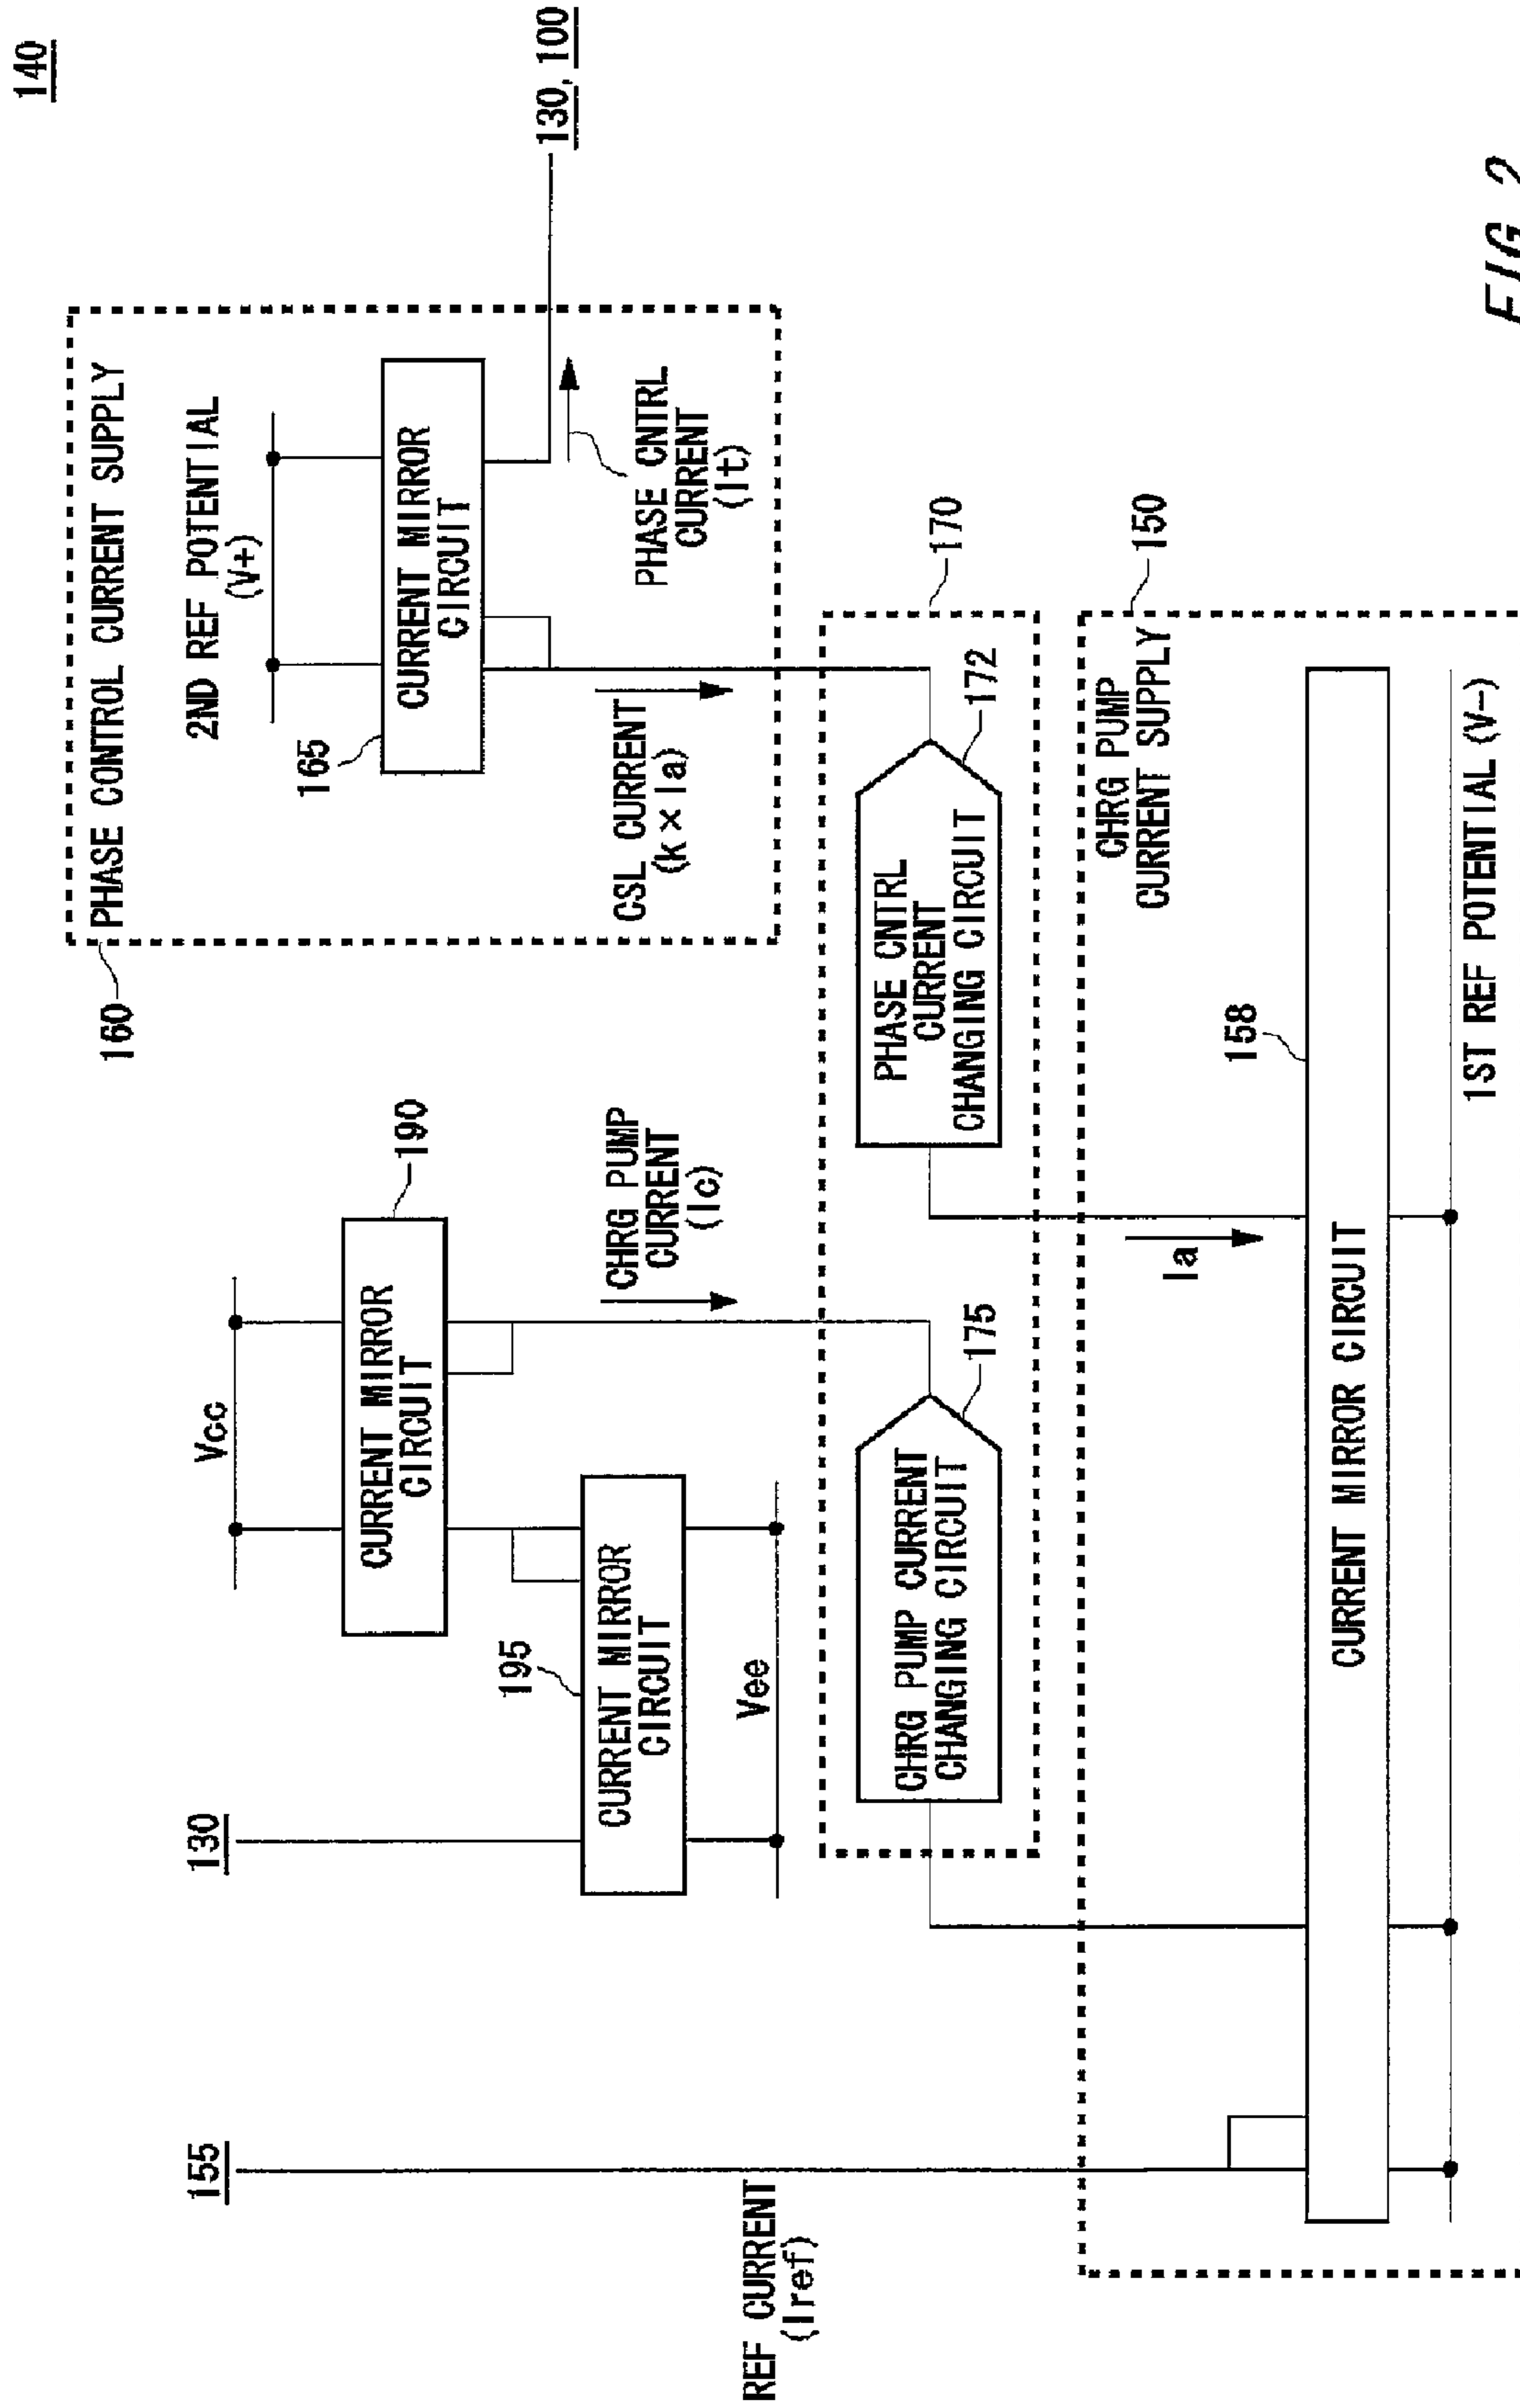 140
160
PHASE CONTROL CURRENT SUPPLY
2ND REF POTENTIAL
(V+)
165
CURRENT MIRROR
CIRCUIT
130, 100
PHASE CNTRL
CURRENT
(It)
CSL CURRENT
(k × Ia)
Vcc
190
CURRENT MIRROR
CIRCUIT
CHRG PUMP
CURRENT
(Ic)
130
195
CURRENT MIRROR
CIRCUIT
Vee
155
REF CURRENT
(Iref)
170
CHRG PUMP CURRENT
CHANGING CIRCUIT
175
PHASE CNTRL
CURRENT
CHANGING CIRCUIT
172
150
CHRG PUMP
CURRENT SUPPLY
Ia
158
CURRENT MIRROR CIRCUIT
1ST REF POTENTIAL (V-)
FIG. 2